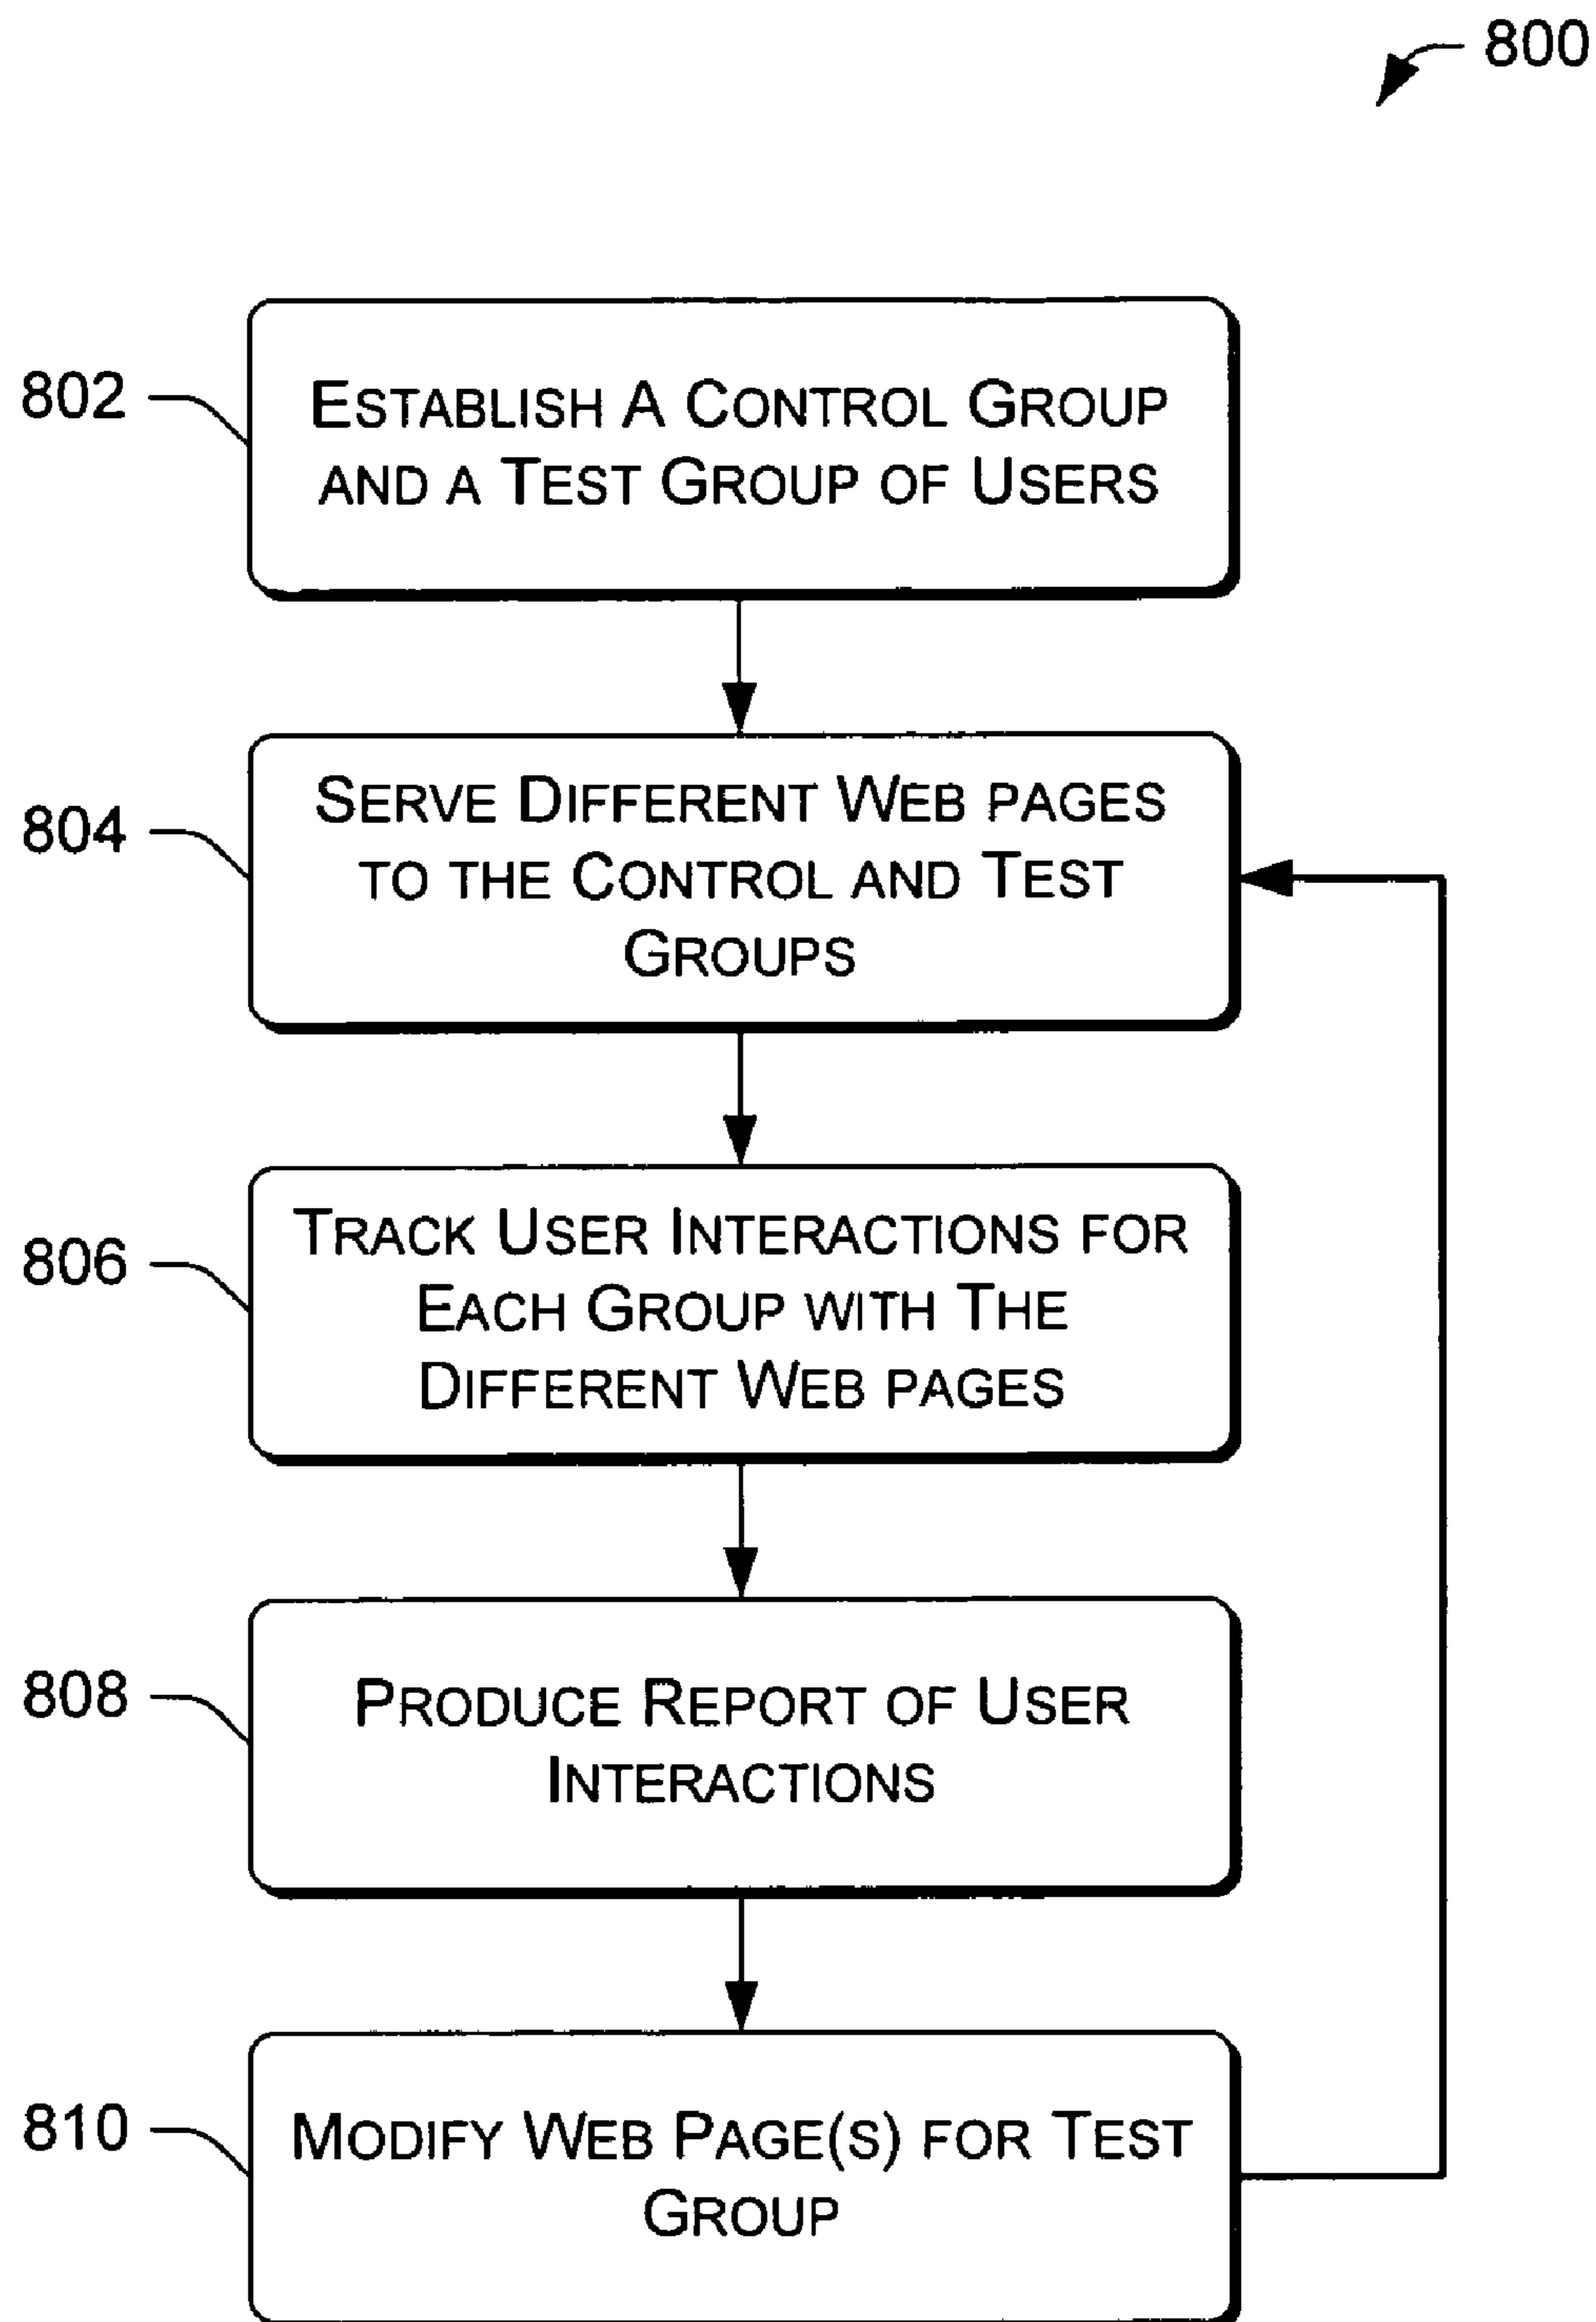 800
802
ESTABLISH A CONTROL GROUP
AND A TEST GROUP OF USERS
804
SERVE DIFFERENT WEB PAGES
TO THE CONTROL AND TEST
GROUPS
806
TRACK USER INTERACTIONS FOR
EACH GROUP WITH THE
DIFFERENT WEB PAGES
808
PRODUCE REPORT OF USER
INTERACTIONS
810
MODIFY WEB PAGE(S) FOR TEST
GROUP